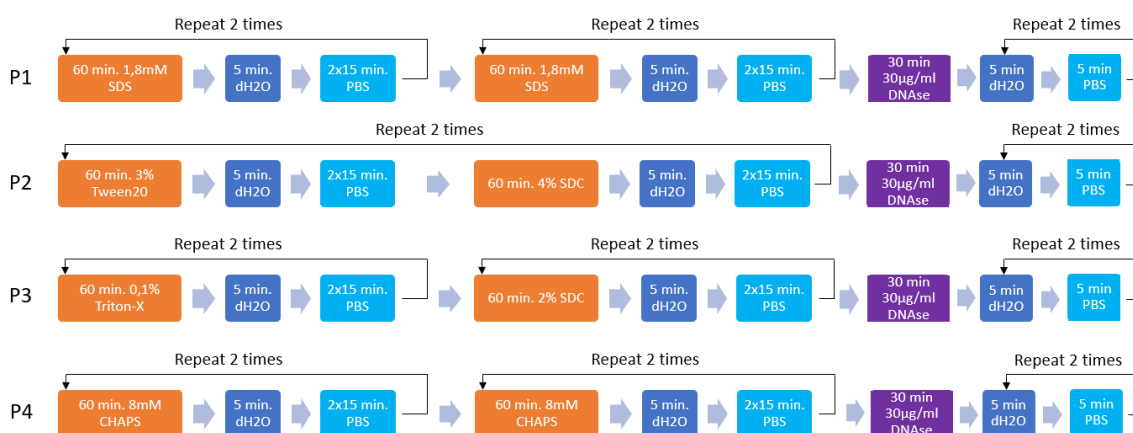 Repeat 2 times
Repeat 2 times
Repeat 2 times
P1
60 min. 1,8mM
SDS
5 min.
dH2O
2x15 min.
PBS
60 min. 1,8mM
SDS
5 min.
dH2O
2x15 min.
PBS
30 min
30µg/ml
DNAse
5 min
dH2O
5 min
PBS
Repeat 2 times
Repeat 2 times
P2
60 min. 3%
Tween20
5 min.
dH2O
2x15 min.
PBS
60 min. 4% SDC
5 min.
dH2O
2x15 min.
PBS
30 min
30µg/ml
DNAse
5 min
dH2O
5 min
PBS
Repeat 2 times
Repeat 2 times
Repeat 2 times
P3
60 min. 0,1%
Triton-X
5 min.
dH2O
2x15 min.
PBS
60 min. 2% SDC
5 min.
dH2O
2x15 min.
PBS
30 min
30µg/ml
DNAse
5 min
dH2O
5 min
PBS
Repeat 2 times
Repeat 2 times
Repeat 2 times
P4
60 min. 8mM
CHAPS
5 min.
dH2O
2x15 min.
PBS
60 min. 8mM
CHAPS
5 min.
dH2O
2x15 min.
PBS
30 min
30µg/ml
DNAse
5 min
dH2O
5 min
PBS